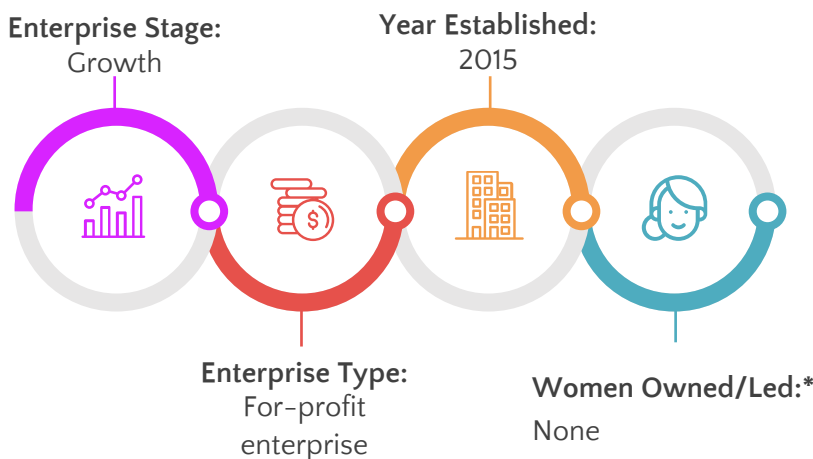 Enterprise Stage:
Growth
Year Established:
2015
$
Enterprise Type:
For-profit
enterprise
Women Owned/Led:*
None